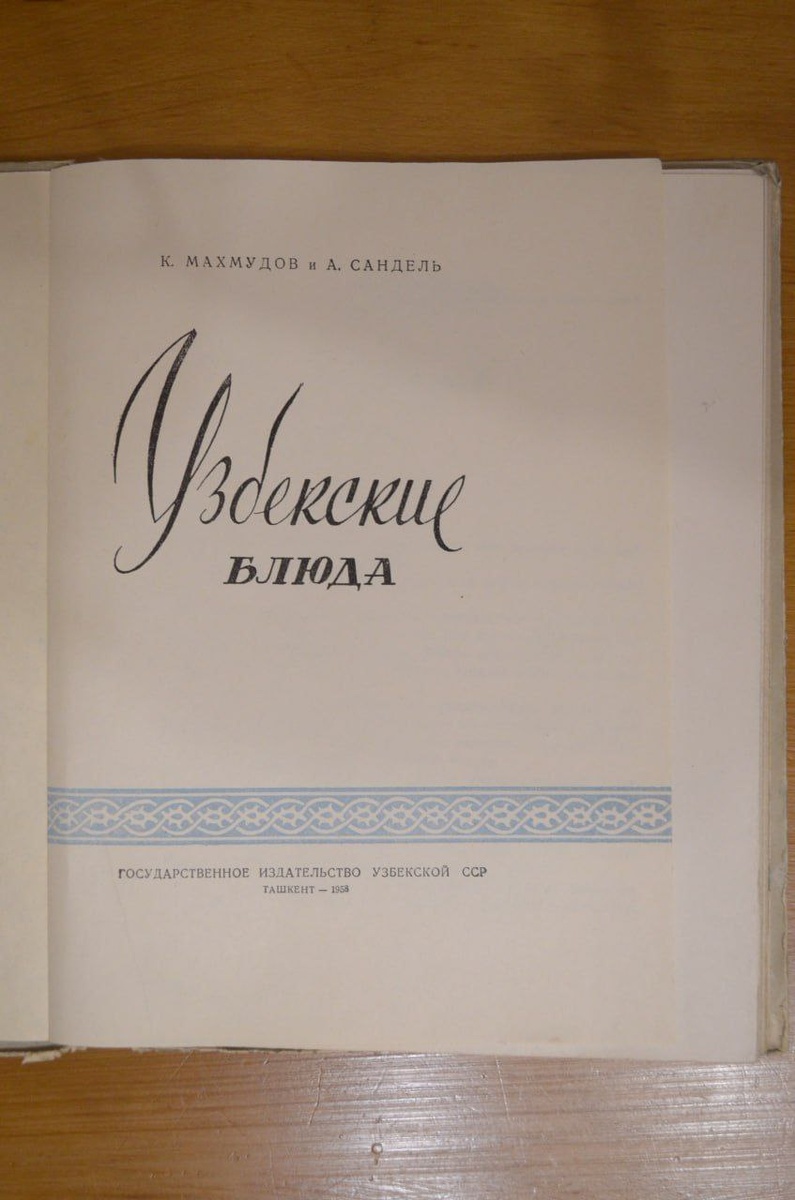 К. МАХМУДОВ и А. САНДЕЛЬ
Узбекские
БЛЮДА
ГОСУДАРСТВЕННОЕ ИЗДАТЕЛЬСТВО УЗБЕКСКОЙ ССР
ТАШКЕНТ — 1958